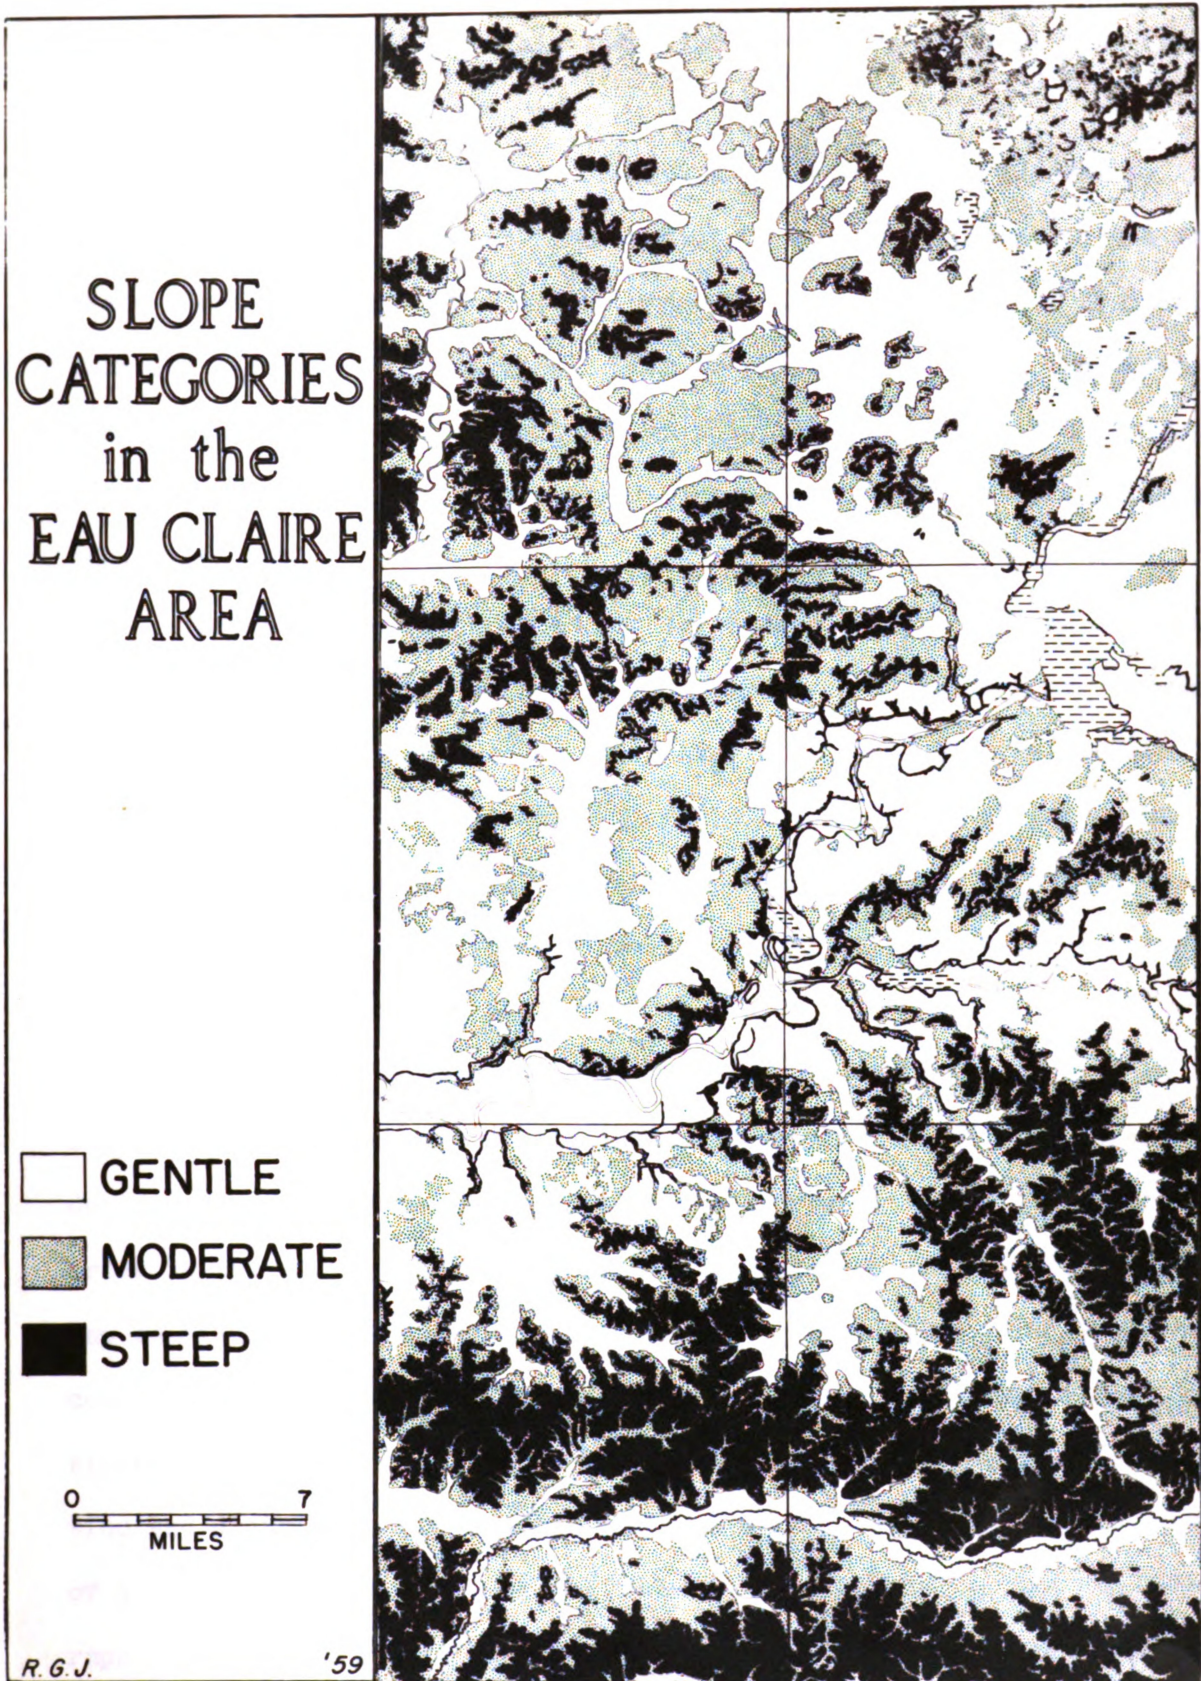 SLOPE
CATEGORIES
in the
EAU CLAIRE
AREA
GENTLE
MODERATE
STEEP
0 7
MILES
R. G. J. '59